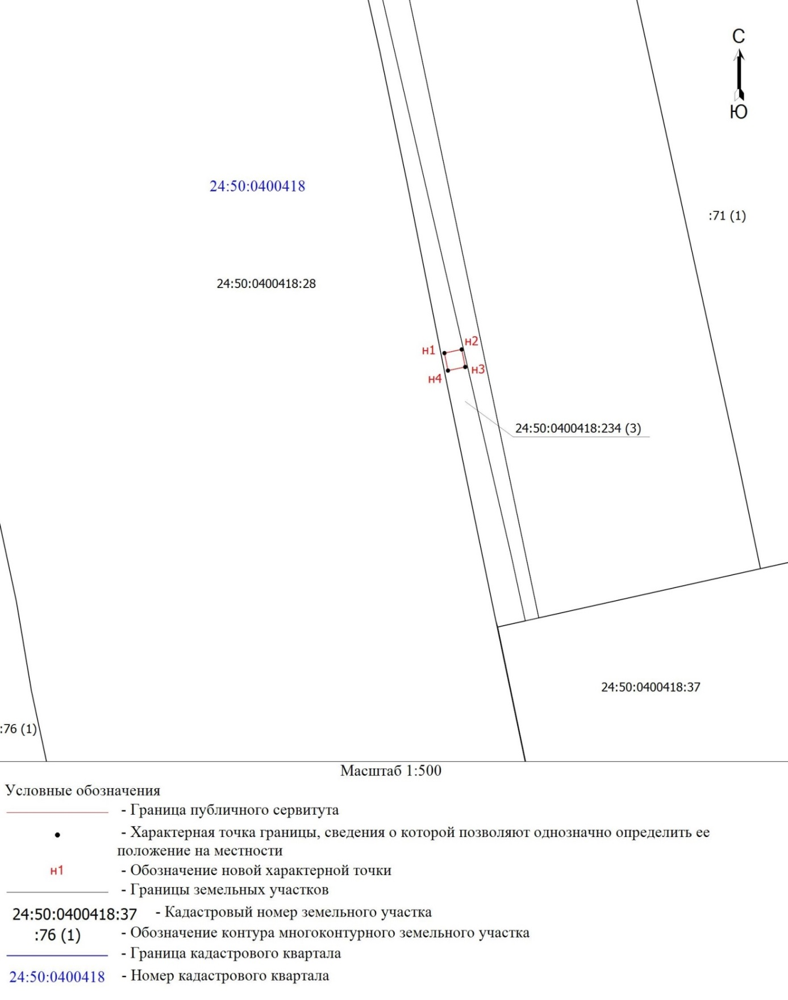 С
Ю
24:50:0400418
:71 (1)
24:50:0400418:28
н1
н2
н3
н4
24:50:0400418:234 (3)
24:50:0400418:37
:76 (1)
Масштаб 1:500
Условные обозначения
- Граница публичного сервитута
- Характерная точка границы, сведения о которой позволяют однозначно определить ее
положение на местности
н1 - Обозначение новой характерной точки
- Границы земельных участков
24:50:0400418:37 - Кадастровый номер земельного участка
:76 (1) - Обозначение контура многоконтурного земельного участка
- Граница кадастрового квартала
24:50:0400418 - Номер кадастрового квартала